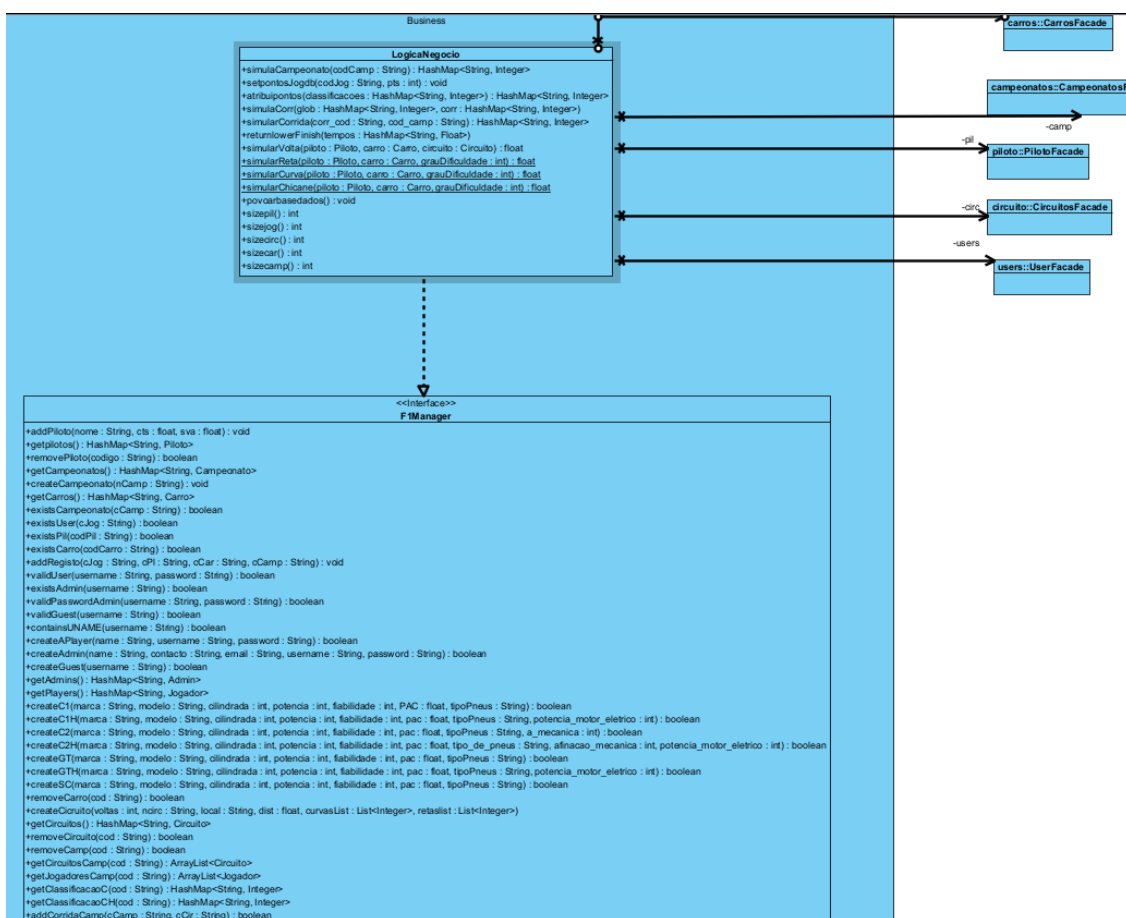 Business
carros::CarrosFacade
LogicaNegocio
+simulaCampeonato(codCamp : String) : HashMap<String, Integer>
+setpontosJogdb(codJog : String, pts : int) : void
+atribuipontos(classificacoes : HashMap<String, Integer>) : HashMap<String, Integer>
+simulaCorr(glob : HashMap<String, Integer>, corr : HashMap<String, Integer>)
+simularCorrida(corr_cod : String, cod_camp : String) : HashMap<String, Integer>
+returnlowerFinish(tempos : HashMap<String, Float>)
+simularVolta(piloto : Piloto, carro : Carro, circuito : Circuito) : float
+simularReta(piloto : Piloto, carro : Carro, grauDificuldade : int) : float
+simularCurva(piloto : Piloto, carro : Carro, grauDificuldade : int) : float
+simularChicane(piloto : Piloto, carro : Carro, grauDificuldade : int) : float
+povoarbasedados() : void
+sizepil() : int
+sizejog() : int
+sizecirc() : int
+sizecar() : int
+sizecamp() : int
campeonatos::CampeonatosF
-camp
-pil
piloto::PilotoFacade
-circ
circuito::CircuitosFacade
-users
users::UserFacade
<<Interface>>
F1Manager
+addPiloto(nome : String, cts : float, sva : float) : void
+getpilotos() : HashMap<String, Piloto>
+removePiloto(codigo : String) : boolean
+getCampeonatos() : HashMap<String, Campeonato>
+createCampeonato(nCamp : String) : void
+getCarros() : HashMap<String, Carro>
+existsCampeonato(cCamp : String) : boolean
+existsUser(cJog : String) : boolean
+existsPil(codPil : String) : boolean
+existsCarro(codCarro : String) : boolean
+addRegisto(cJog : String, cPl : String, cCar : String, cCamp : String) : void
+validUser(username : String, password : String) : boolean
+existsAdmin(username : String) : boolean
+validPasswordAdmin(username : String, password : String) : boolean
+validGuest(username : String) : boolean
+containsUNAME(username : String) : boolean
+createAPlayer(name : String, username : String, password : String) : boolean
+createAdmin(name : String, contacto : String, email : String, username : String, password : String) : boolean
+createGuest(username : String) : boolean
+getAdmins() : HashMap<String, Admin>
+getPlayers() : HashMap<String, Jogador>
+createC1(marca : String, modelo : String, cilindrada : int, potencia : int, fiabilidade : int, PAC : float, tipoPneus : String) : boolean
+createC1H(marca : String, modelo : String, cilindrada : int, potencia : int, fiabilidade : int, pac : float, tipoPneus : String, potencia_motor_eletrico : int) : boolean
+createC2(marca : String, modelo : String, cilindrada : int, potencia : int, fiabilidade : int, pac : float, tipoPneus : String, a_mecanica : int) : boolean
+createC2H(marca : String, modelo : String, cilindrada : int, potencia : int, fiabilidade : int, pac : float, tipo_de_pneus : String, afinacao_mecanica : int, potencia_motor_eletrico : int) : boolean
+createGT(marca : String, modelo : String, cilindrada : int, potencia : int, fiabilidade : int, pac : float, tipoPneus : String) : boolean
+createGTH(marca : String, modelo : String, cilindrada : int, potencia : int, fiabilidade : int, pac : float, tipoPneus : String, potencia_motor_eletrico : int) : boolean
+createSC(marca : String, modelo : String, cilindrada : int, potencia : int, fiabilidade : int, pac : float, tipoPneus : String) : boolean
+removeCarro(cod : String) : boolean
+createCicruito(voltas : int, ncirc : String, local : String, dist : float, curvasList : List<Integer>, retaslist : List<Integer>)
+getCircuitos() : HashMap<String, Circuito>
+removeCircuito(cod : String) : boolean
+removeCamp(cod : String) : boolean
+getCircuitosCamp(cod : String) : ArrayList<Circuito>
+getJogadoresCamp(cod : String) : ArrayList<Jogador>
+getClassificacaoC(cod : String) : HashMap<String, Integer>
+getClassificacaoCH(cod : String) : HashMap<String, Integer>
+addCorridaCamp(cCamp : String, cCir : String) : boolean